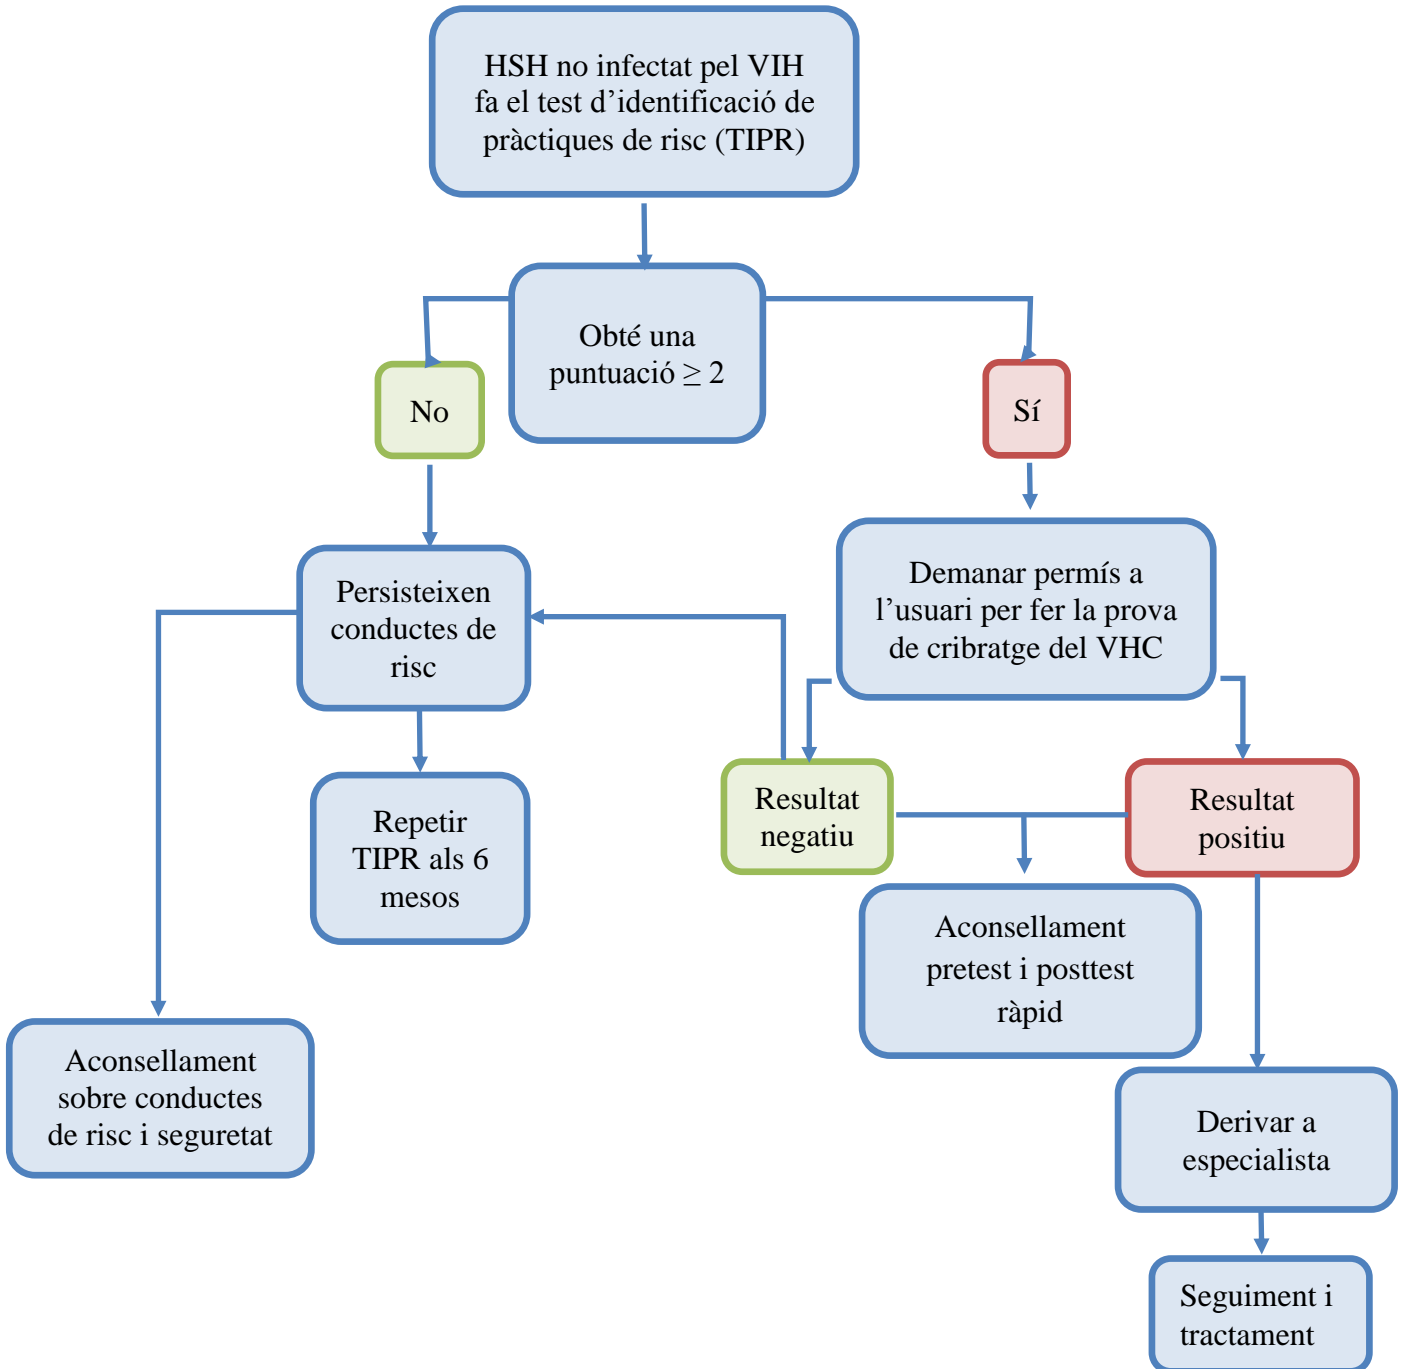 HSH no infectat pel VIH
fa el test d’identificació de
pràctiques de risc (TIPR)
Obté una
puntuació ≥ 2
No
Sí
Persisteixen
conductes de
risc
Demanar permís a
l’usuari per fer la prova
de cribratge del VHC
Repetir
TIPR als 6
mesos
Resultat
negatiu
Resultat
positiu
Aconsellament
pretest i posttest
ràpid
Aconsellament
sobre conductes
de risc i seguretat
Derivar a
especialista
Seguiment i
tractament